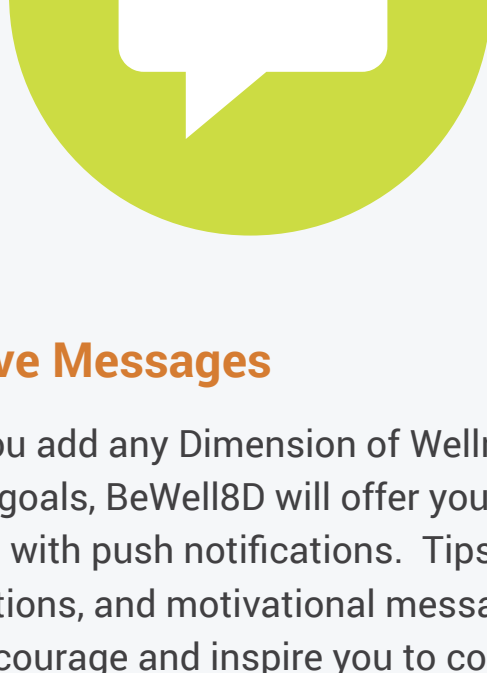 ve Messages
ou add any Dimension of Welln
goals, BeWell8D will offer you
with push notifications. Tips
tions, and motivational messa
courage and inspire you to co